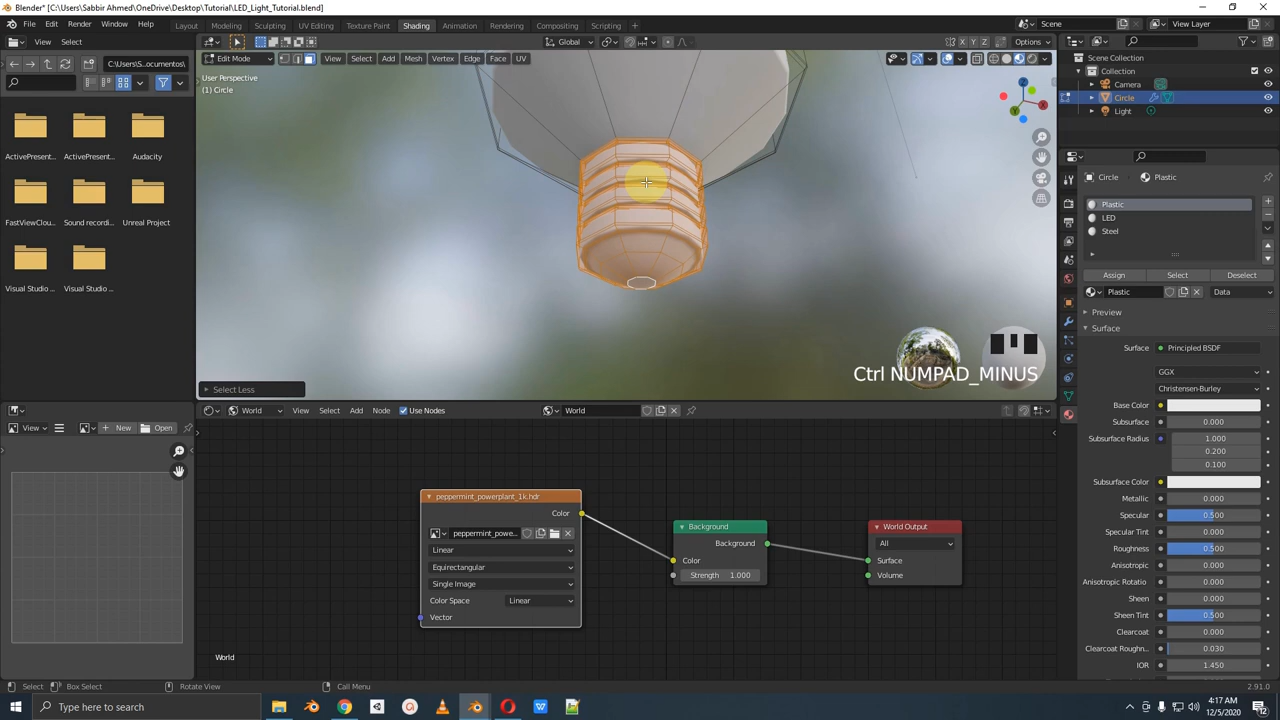 Blender* [C:\Users\Sabbir Ahmed\OneDrive\Desktop\Tutorial\LED_Light_Tutorial.blend]
File Edit Render Window Help Layout Modeling Sculpting UV Editing Texture Paint Shading Animation Rendering Compositing Scripting + Scene View Layer
View Select C:\S..ocumentos\ Global Options
Edit Mode View Select Add Mesh Vertex Edge Face UV
User Perspective
(1) Circle
Scene Collection
Collection
Camera
Circle
Light
ActivePresent... ActivePresent... Audacity
FastViewClou... Sound recordi... Unreal Project
Visual Studio ... Visual Studio ...
Select Less
Ctrl NUMPAD_MINUS
Circle Plastic
Plastic
LED
Steel
Assign Select Deselect
Plastic Data
Preview
Surface
Surface Principled BSDF
GGX
Christensen-Burley
Base Color
Subsurface 0.000
Subsurface Radius 1.000
0.200
0.100
Subsurface Color
Metallic 0.000
Specular 0.500
Specular Tint 0.000
Roughness 0.500
Anisotropic 0.000
Anisotropic Rotatio 0.000
Sheen 0.000
Sheen Tint 0.500
Clearcoat 0.000
Clearcoat Roughn... 0.030
IOR 1.450
View New Open
World View Select Add Node Use Nodes World
peppermint_powerplant_1k.hdr
Color
peppermint_powe...
Linear
Equirectangular
Single Image
Color Space Linear
Vector
Background
Background
Color
Strength 1.000
World Output
All
Surface
Volume
World
Select Box Select Rotate View Call Menu 2.91.0
Type here to search
4:17 AM
12/5/2020